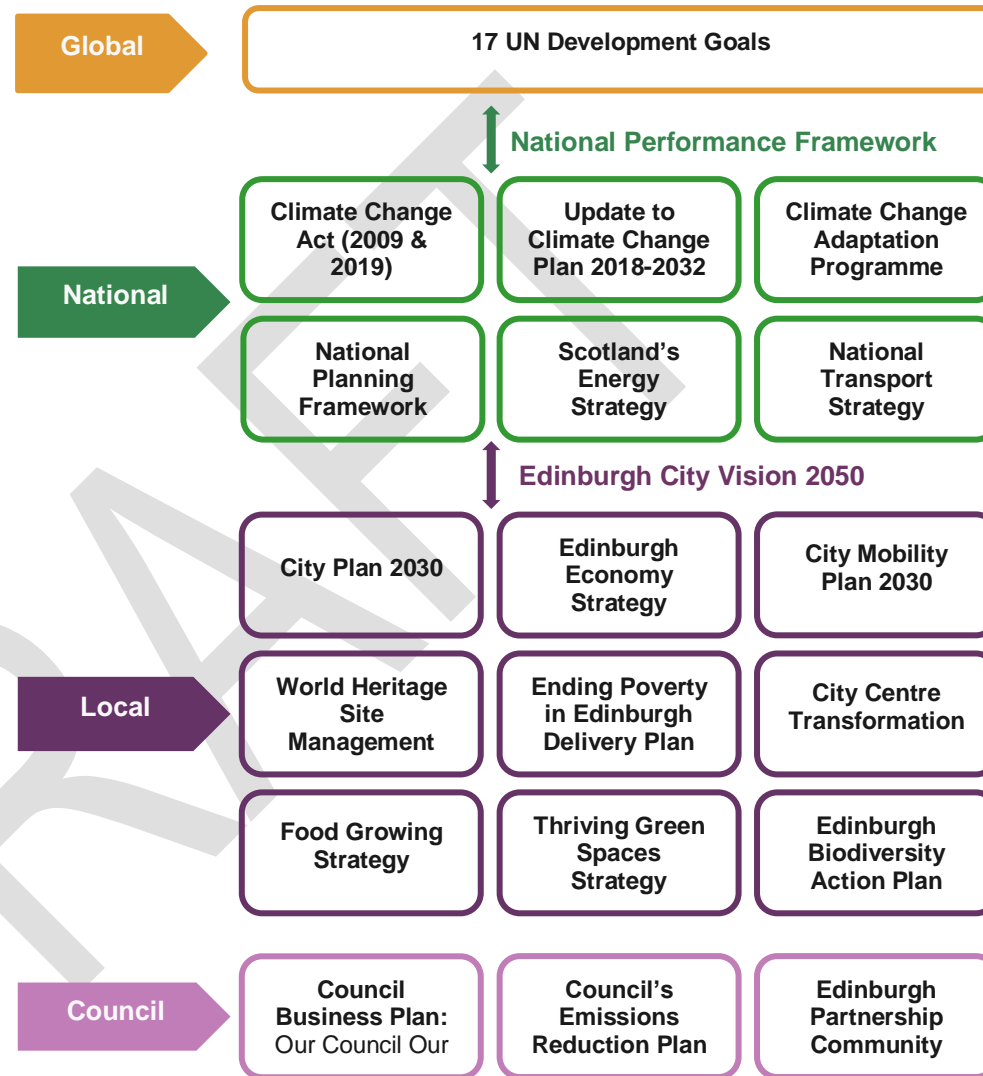 Global
17 UN Development Goals
National Performance Framework
National
Climate Change
Act (2009 &
2019)
Update to
Climate Change
Plan 2018-2032
Climate Change
Adaptation
Programme
National
Planning
Framework
Scotland’s
Energy
Strategy
National
Transport
Strategy
Edinburgh City Vision 2050
Local
City Plan 2030
Edinburgh
Economy
Strategy
City Mobility
Plan 2030
World Heritage
Site
Management
Ending Poverty
in Edinburgh
Delivery Plan
City Centre
Transformation
Food Growing
Strategy
Thriving Green
Spaces
Strategy
Edinburgh
Biodiversity
Action Plan
Council
Council
Business Plan:
Our Council Our
Council’s
Emissions
Reduction Plan
Edinburgh
Partnership
Community
RAFT